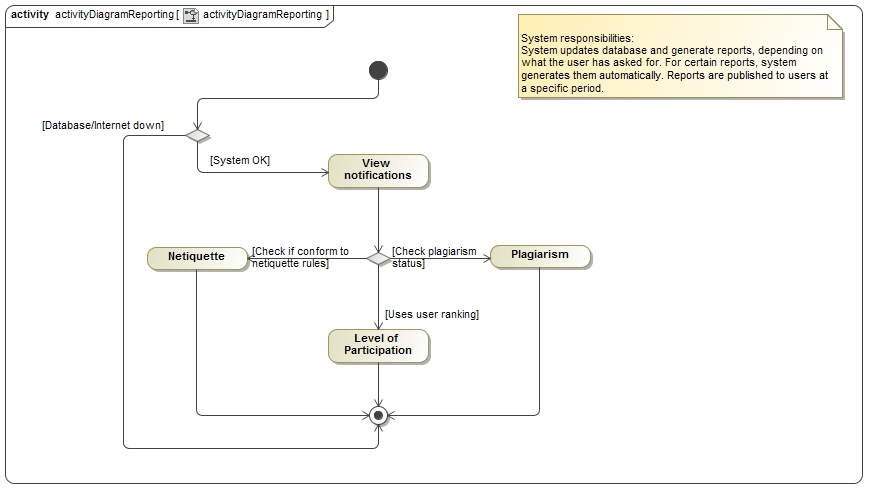 activity activityDiagramReporting [ activityDiagramReporting ]
System responsibilities:
System updates database and generate reports, depending on
what the user has asked for. For certain reports, system
generates them automatically. Reports are published to users at
a specific period.
[Database/Internet down]
[System OK]
View
notifications
Netiquette
[Check if conform to
netiquette rules]
[Check plagiarism
status]
Plagiarism
[Uses user ranking]
Level of
Participation